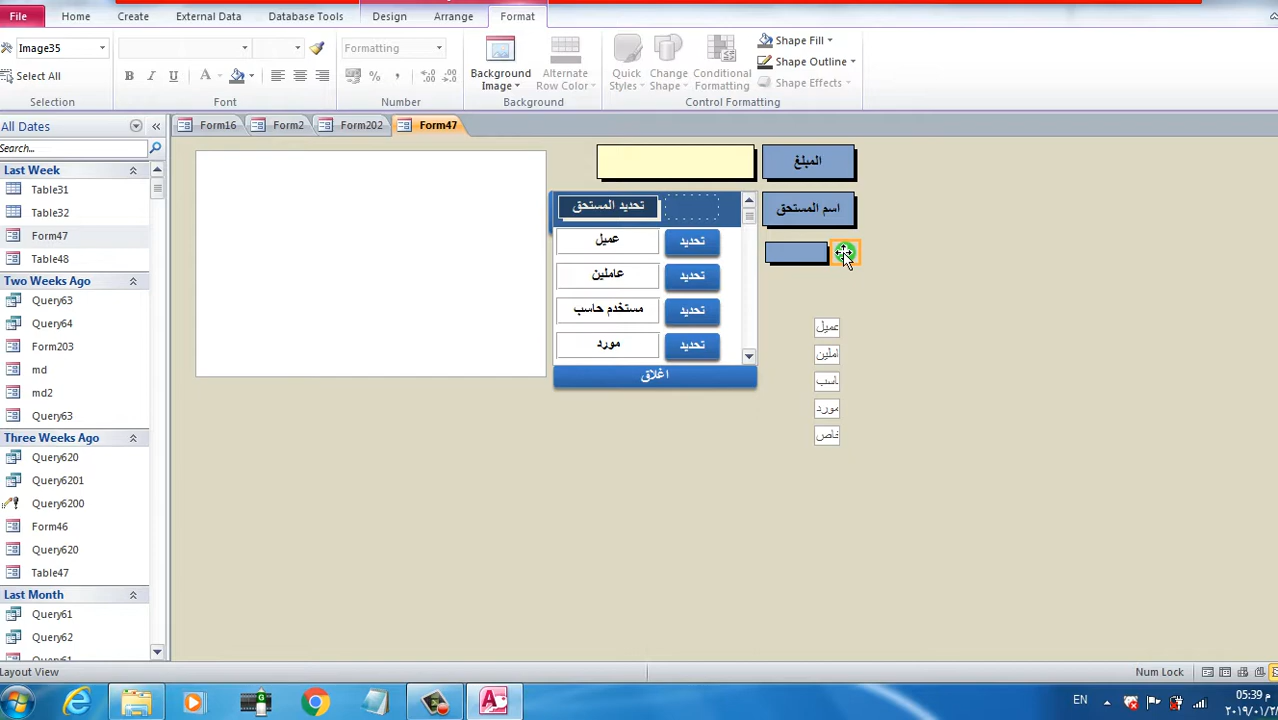 File
Home
Create
External Data
Database Tools
Design
Arrange
Format
Image35
Select All
Selection
B I U
Font
Formatting
Number
Background
Image
Alternate
Row Color
Background
Quick
Styles
Change
Shape
Conditional
Formatting
Shape Fill
Shape Outline
Shape Effects
Control Formatting
All Dates
Search...
Last Week
Table31
Table32
Form47
Table48
Two Weeks Ago
Query63
Query64
Form203
md
md2
Query63
Three Weeks Ago
Query620
Query6201
Query6200
Form46
Query620
Table47
Last Month
Query61
Query62
Form16
Form2
Form202
Form47
المبلغ
اسم المستحق
تحديد المستحق
عميل
تحديد
عاملين
تحديد
مستخدم حاسب
تحديد
مورد
تحديد
اغلاق
عميل
املين
اسب
مورد
خاص
Layout View
Num Lock
EN
05:39 م